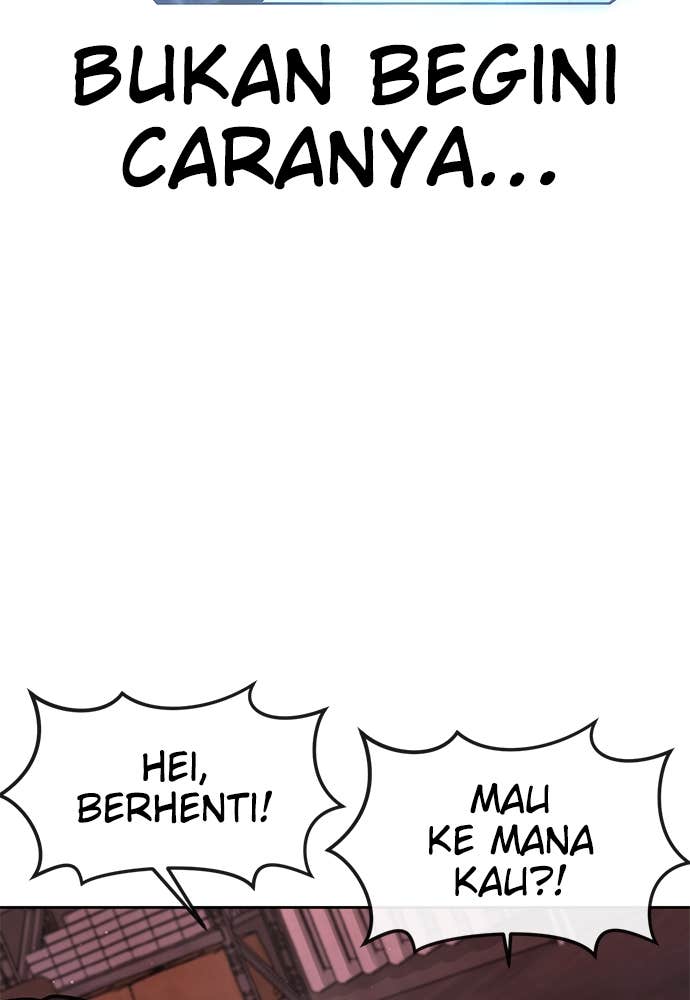 BUKAN BEGINI
CARANYA...
HEI,
BERHENTI!
MAU
KE MANA
KAU?!